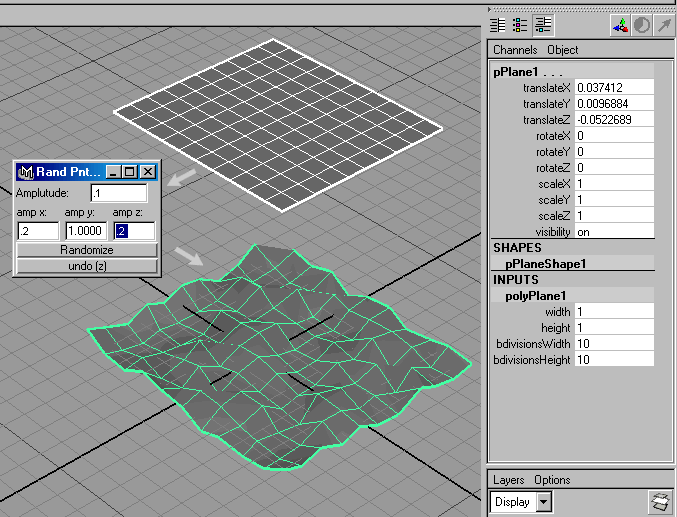 Channels Object
pPlane1 . . .
translateX 0.037412
translateY 0.0096884
translateZ -0.0522689
rotateX 0
rotateY 0
rotateZ 0
scaleX 1
scaleY 1
scaleZ 1
visibility on
SHAPES
pPlaneShape1
INPUTS
polyPlane1
width 1
height 1
bdivisionsWidth 10
bdivisionsHeight 10
Layers Options
Display
Rand Pnt...
Amplutude: .1
amp x: amp y: amp z:
.2 1.0000 .2
Randomize
undo (z)